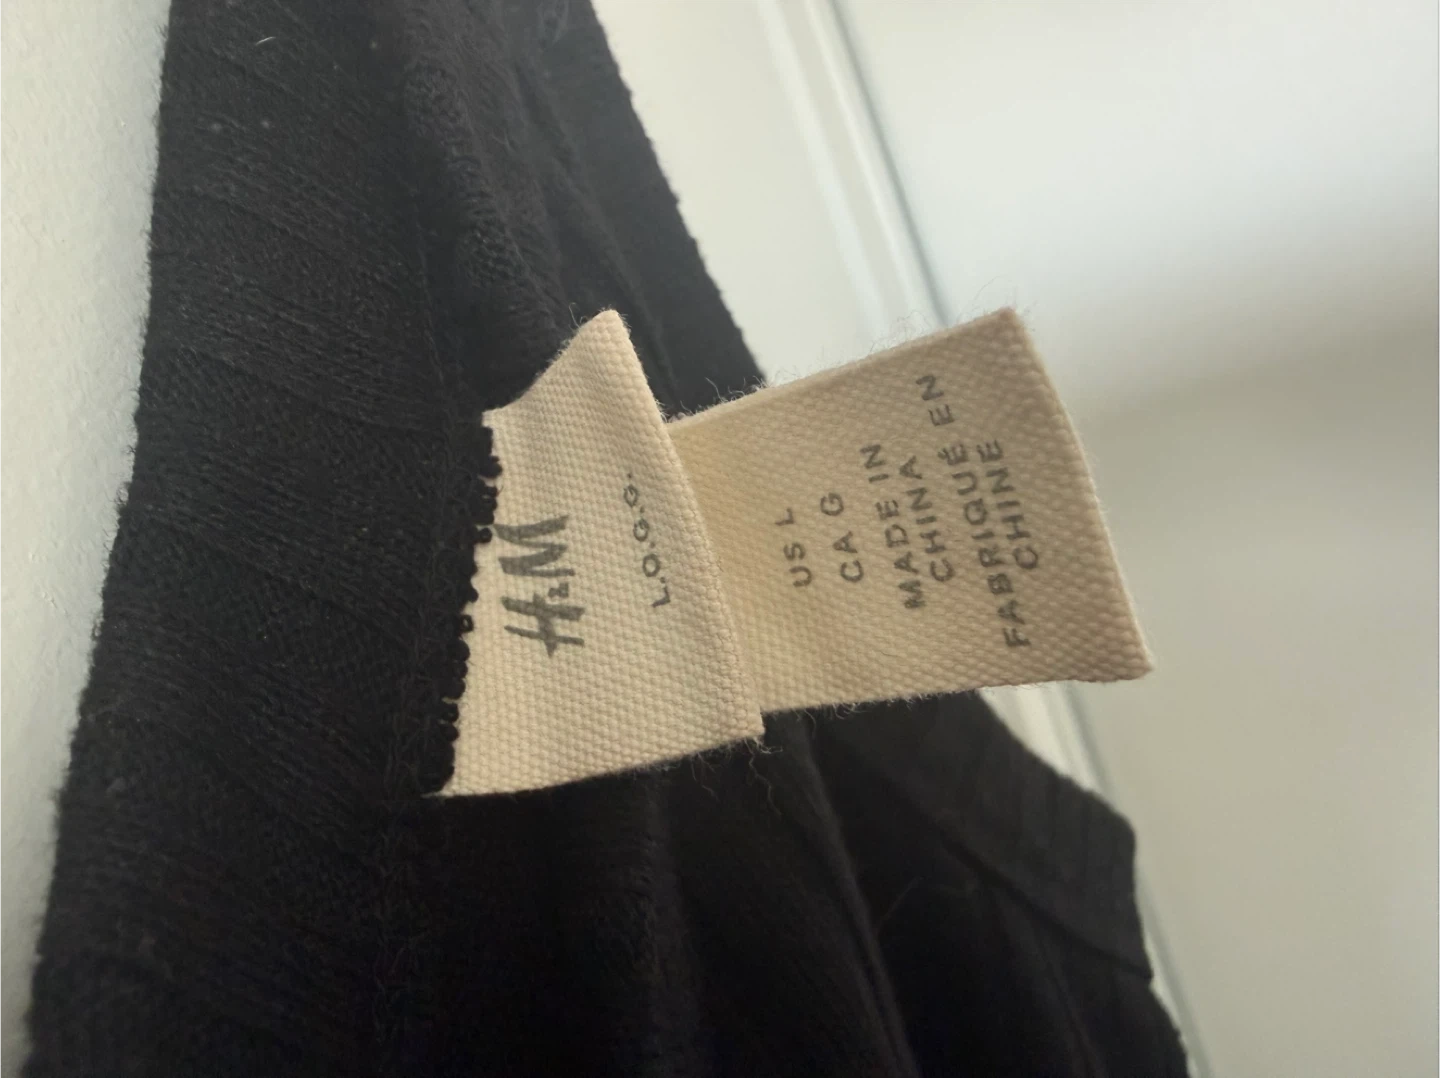 H&M
L.O.G.G.
US L
CA G
MADE IN
CHINA
FABRIQUÉ EN
CHINE